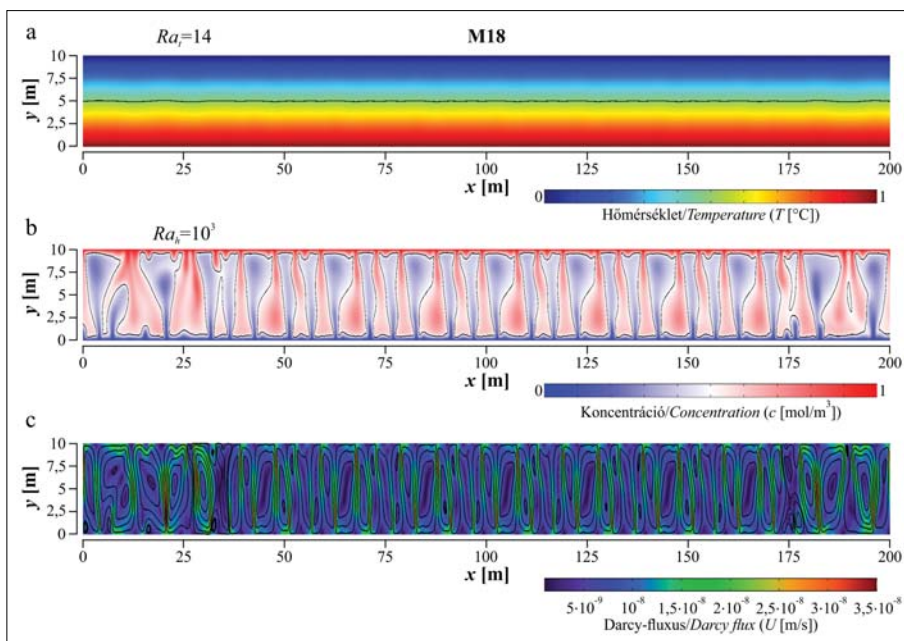 a
Ra_t=14
M18
10
7,5
5
2,5
0
y [m]
0 25 50 75 100 125 150 175 200
x [m]
0 1
Hőmérséklet/Temperature (T [°C])
b
Ra_h=10³
10
7,5
5
2,5
0
y [m]
0 25 50 75 100 125 150 175 200
x [m]
0 1
Koncentráció/Concentration (c [mol/m³])
c
10
7,5
5
2,5
0
y [m]
0 25 50 75 100 125 150 175 200
x [m]
5·10⁻⁹ 10⁻⁸ 1,5·10⁻⁸ 2·10⁻⁸ 2,5·10⁻⁸ 3·10⁻⁸ 3,5·10⁻⁸
Darcy-fluxus/Darcy flux (U [m/s])